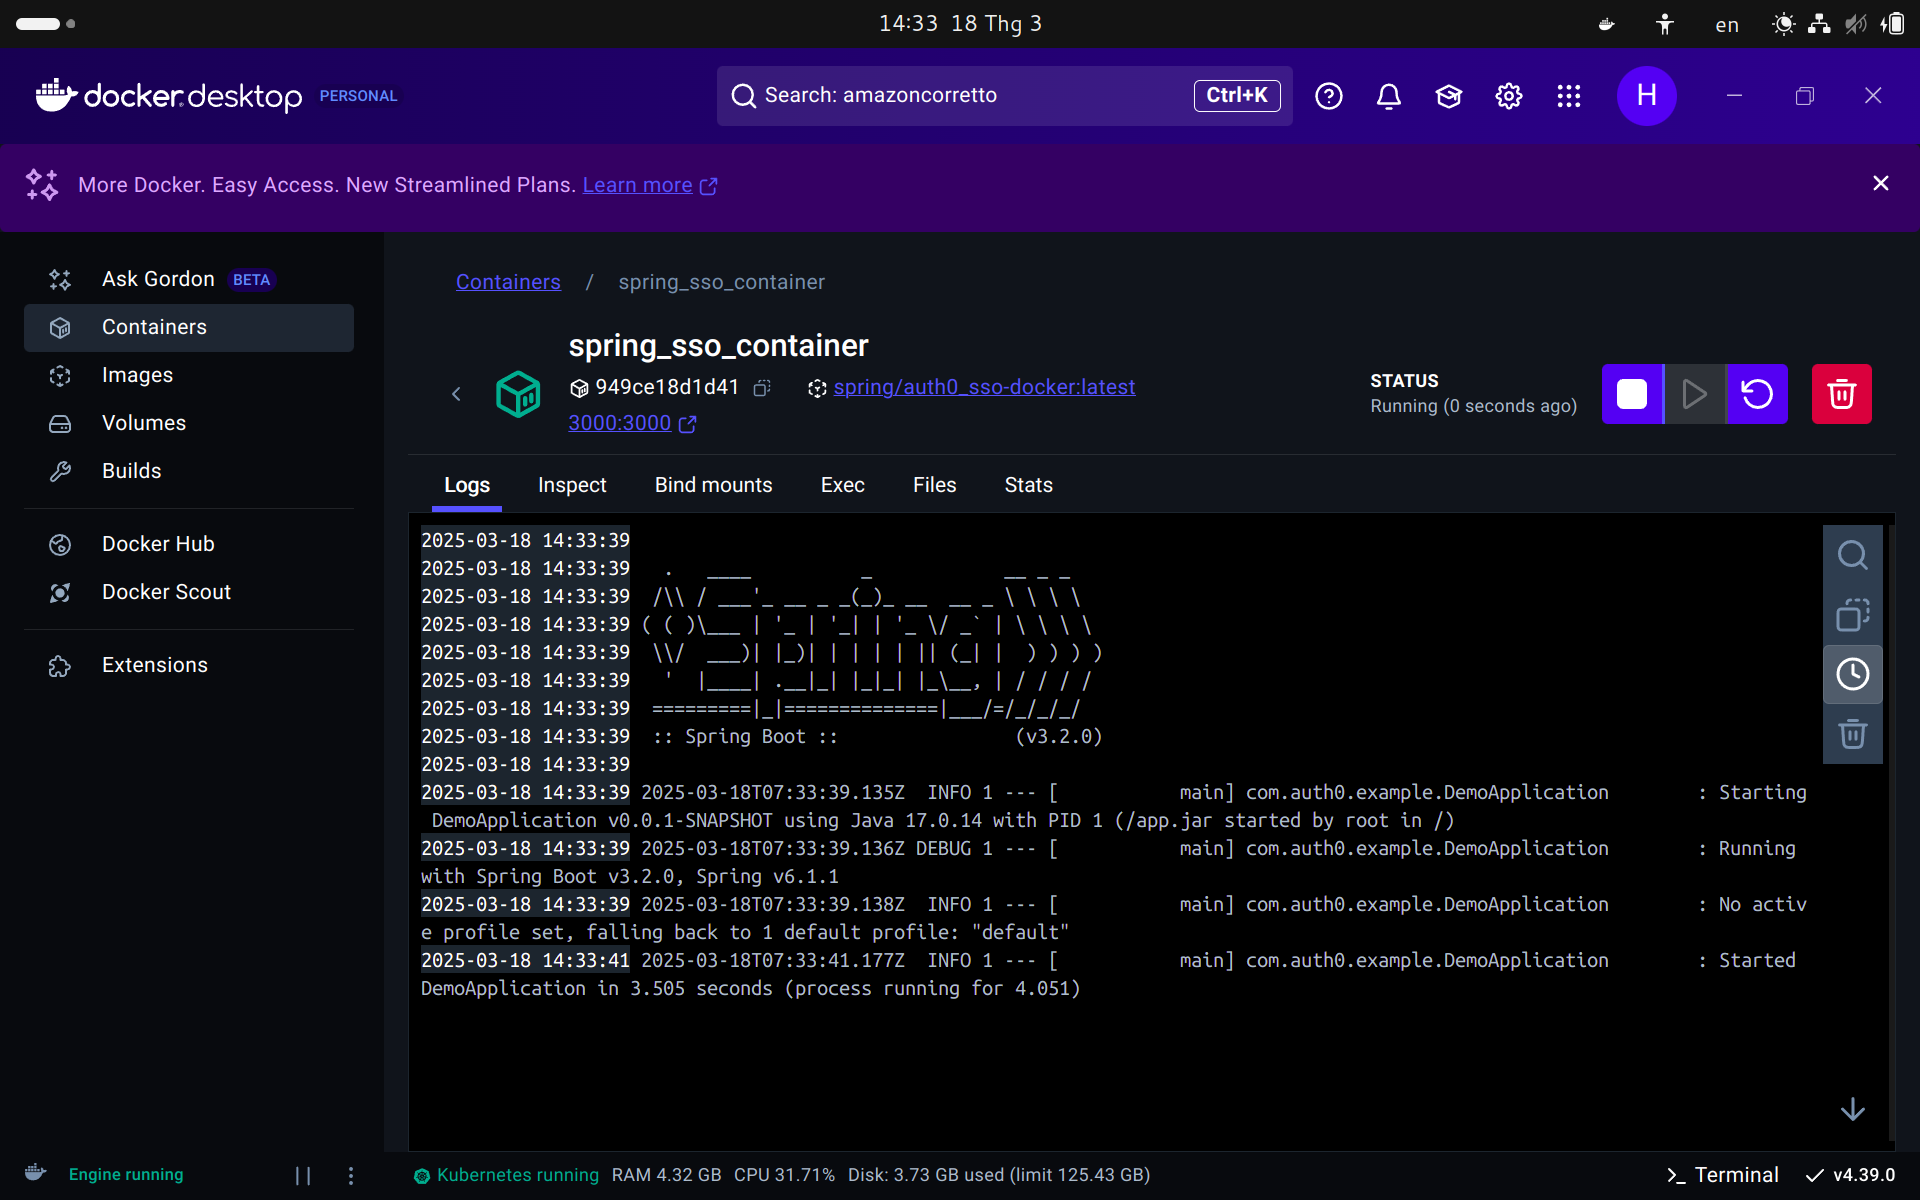 14:33 18 Thg 3
en
docker desktop PERSONAL
Search: amazoncorretto Ctrl+K
H
More Docker. Easy Access. New Streamlined Plans. Learn more
Ask Gordon BETA
Containers
Images
Volumes
Builds
Docker Hub
Docker Scout
Extensions
Containers / spring_sso_container
spring_sso_container
949ce18d1d41 spring/auth0_sso-docker:latest
3000:3000
STATUS
Running (0 seconds ago)
Logs Inspect Bind mounts Exec Files Stats
2025-03-18 14:33:39
2025-03-18 14:33:39   .   ____          _            __ _ _
2025-03-18 14:33:39  /\\ / ___'_ __ _ _(_)_ __  __ _ \ \ \ \
2025-03-18 14:33:39 ( ( )\___ | '_ | '_| | '_ \/ _` | \ \ \ \
2025-03-18 14:33:39  \\/  ___)| |_)| | | | | || (_| |  ) ) ) )
2025-03-18 14:33:39   '  |____| .__|_| |_|_| |_\__, | / / / /
2025-03-18 14:33:39  =========|_|==============|___/=/_/_/_/
2025-03-18 14:33:39  :: Spring Boot ::                (v3.2.0)
2025-03-18 14:33:39
2025-03-18 14:33:39 2025-03-18T07:33:39.135Z  INFO 1 --- [           main] com.auth0.example.DemoApplication        : Starting
DemoApplication v0.0.1-SNAPSHOT using Java 17.0.14 with PID 1 (/app.jar started by root in /)
2025-03-18 14:33:39 2025-03-18T07:33:39.136Z DEBUG 1 --- [           main] com.auth0.example.DemoApplication        : Running
with Spring Boot v3.2.0, Spring v6.1.1
2025-03-18 14:33:39 2025-03-18T07:33:39.138Z  INFO 1 --- [           main] com.auth0.example.DemoApplication        : No activ
e profile set, falling back to 1 default profile: "default"
2025-03-18 14:33:41 2025-03-18T07:33:41.177Z  INFO 1 --- [           main] com.auth0.example.DemoApplication        : Started
DemoApplication in 3.505 seconds (process running for 4.051)
Engine running
Kubernetes running RAM 4.32 GB CPU 31.71% Disk: 3.73 GB used (limit 125.43 GB)
Terminal v4.39.0